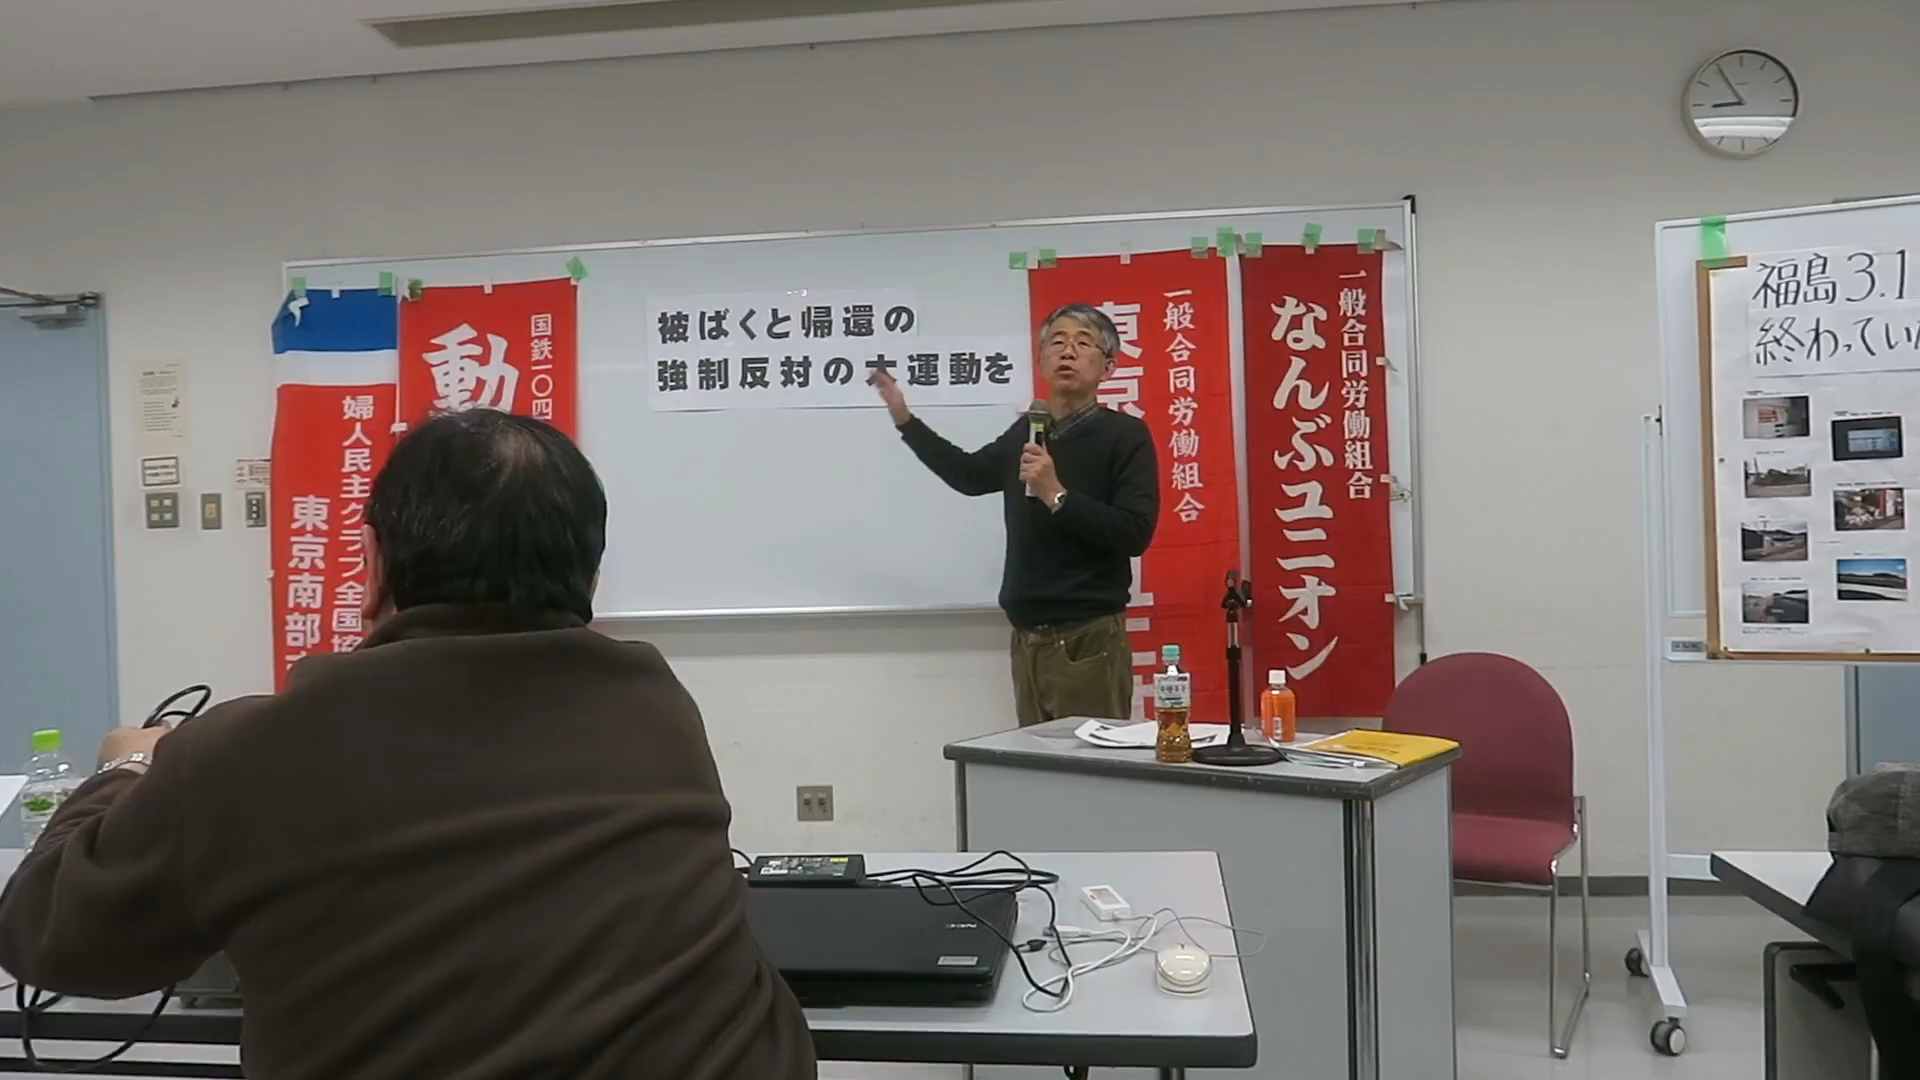 被ばくと帰還の
強制反対の大運動を
婦人民主クラブ全国協
東京南部
国鉄一〇四
動
一般合同労働組合
東京
ユニ
一般合同労働組合
なんぶユニオン
福島3.1
終わってい